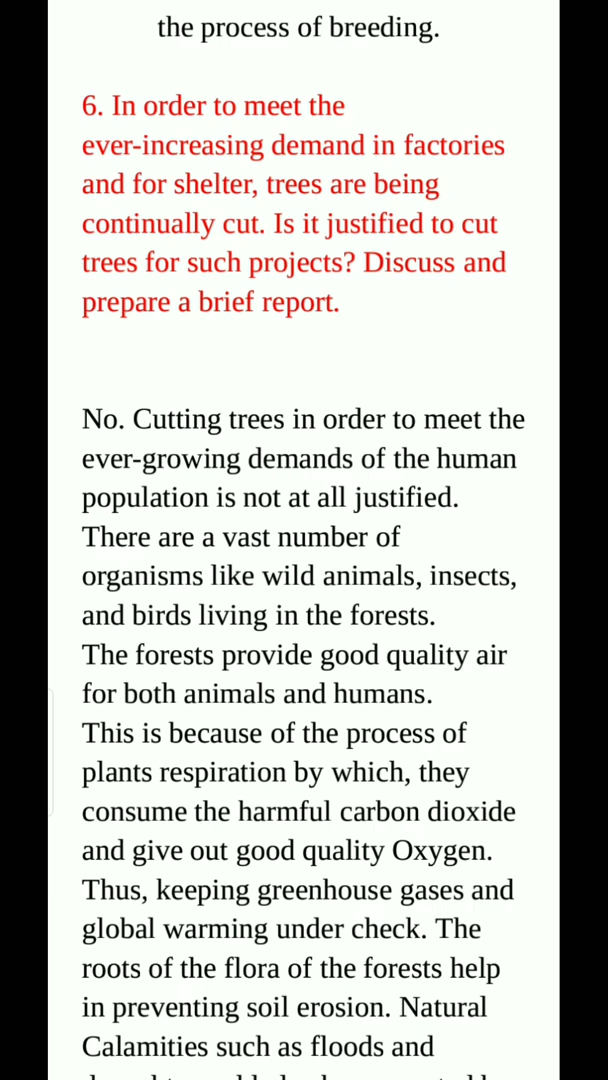 the process of breeding.
6. In order to meet the
ever-increasing demand in factories
and for shelter, trees are being
continually cut. Is it justified to cut
trees for such projects? Discuss and
prepare a brief report.
No. Cutting trees in order to meet the
ever-growing demands of the human
population is not at all justified.
There are a vast number of
organisms like wild animals, insects,
and birds living in the forests.
The forests provide good quality air
for both animals and humans.
This is because of the process of
plants respiration by which, they
consume the harmful carbon dioxide
and give out good quality Oxygen.
Thus, keeping greenhouse gases and
global warming under check. The
roots of the flora of the forests help
in preventing soil erosion. Natural
Calamities such as floods and